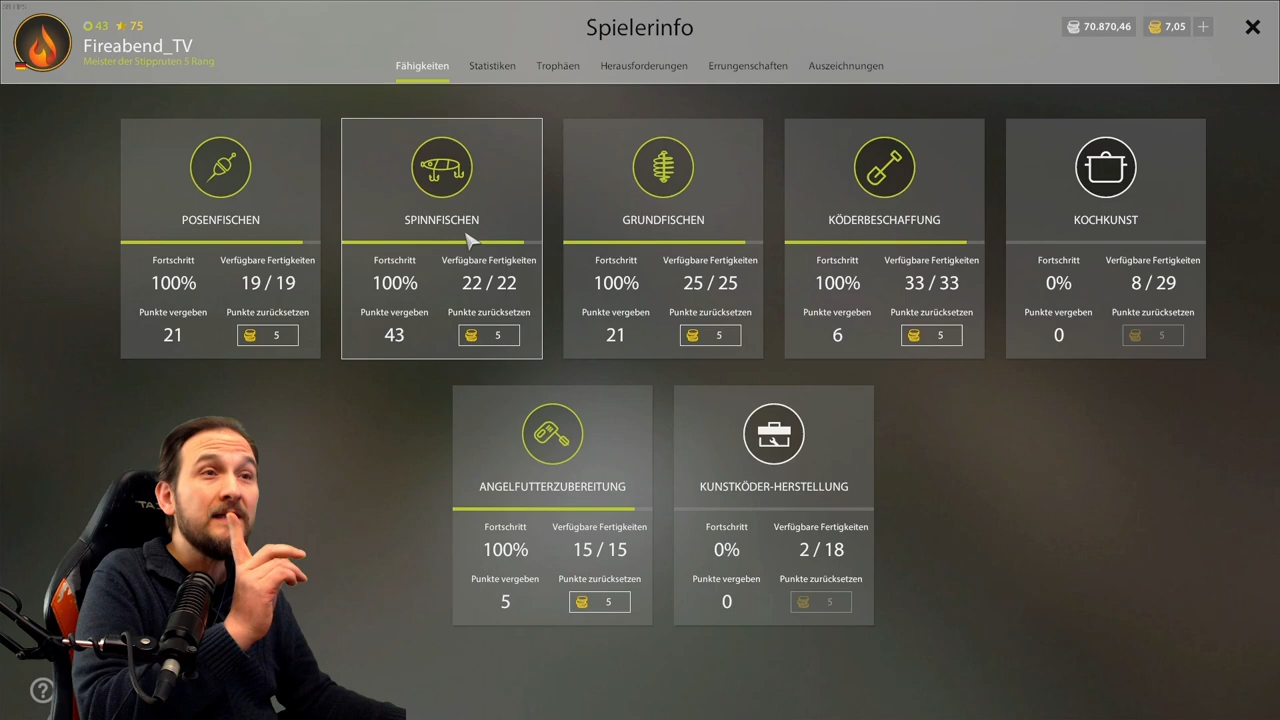 43 75
Fireabend_TV
Meister der Stippruten 5 Rang
Spielerinfo
70.870,46 7,05 +
Fähigkeiten Statistiken Trophäen Herausforderungen Errungenschaften Auszeichnungen
POSENFISCHEN
Fortschritt Verfügbare Fertigkeiten
100% 19 / 19
Punkte vergeben Punkte zurücksetzen
21 5
SPINNFISCHEN
Fortschritt Verfügbare Fertigkeiten
100% 22 / 22
Punkte vergeben Punkte zurücksetzen
43 5
GRUNDFISCHEN
Fortschritt Verfügbare Fertigkeiten
100% 25 / 25
Punkte vergeben Punkte zurücksetzen
21 5
KÖDERBESCHAFFUNG
Fortschritt Verfügbare Fertigkeiten
100% 33 / 33
Punkte vergeben Punkte zurücksetzen
6 5
KOCHKUNST
Fortschritt Verfügbare Fertigkeiten
0% 8 / 29
Punkte vergeben Punkte zurücksetzen
0 5
ANGELFUTTERZUBEREITUNG
Fortschritt Verfügbare Fertigkeiten
100% 15 / 15
Punkte vergeben Punkte zurücksetzen
5 5
KUNSTKÖDER-HERSTELLUNG
Fortschritt Verfügbare Fertigkeiten
0% 2 / 18
Punkte vergeben Punkte zurücksetzen
0 5
?